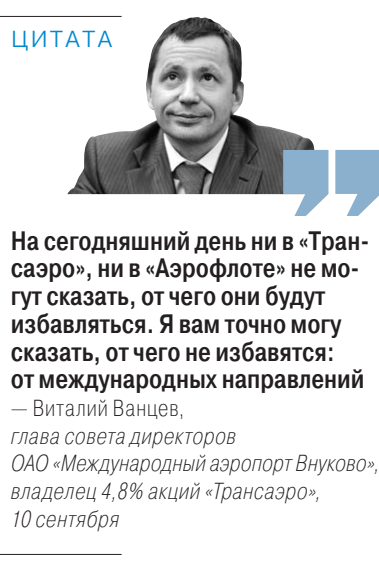 ЦИТАТА
На сегодняшний день ни в «Тран-
саэро», ни в «Аэрофлоте» не мо-
гут сказать, от чего они будут
избавляться. Я вам точно могу
сказать, от чего не избавятся:
от международных направлений
— Виталий Ванцев,
глава совета директоров
ОАО «Международный аэропорт Внуково»,
владелец 4,8% акций «Трансаэро»,
10 сентября